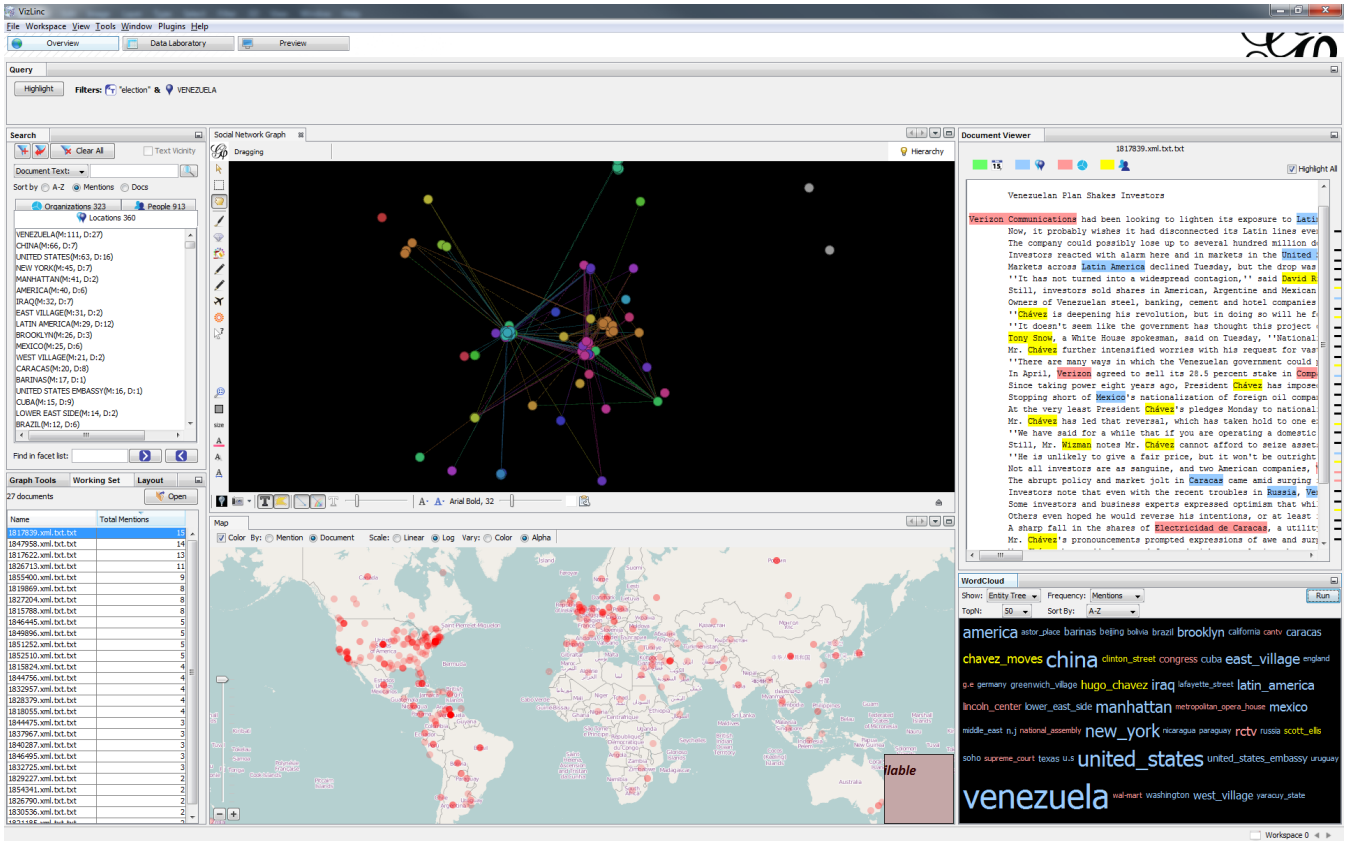 VizLinc
File Workspace View Tools Window Plugins Help
Overview Data Laboratory Preview
Query
Highlight Filters: "election" & VENEZUELA
Search
Clear All Text Vicinity
Document Text:
Sort by A-Z Mentions Docs
Organizations 323 People 913
Locations 360
VENEZUELA(M:111, D:27)
CHINA(M:66, D:7)
UNITED STATES(M:63, D:16)
NEW YORK(M:45, D:7)
MANHATTAN(M:41, D:2)
AMERICA(M:40, D:6)
IRAQ(M:32, D:7)
EAST VILLAGE(M:31, D:2)
LATIN AMERICA(M:29, D:12)
BROOKLYN(M:26, D:3)
MEXICO(M:25, D:6)
WEST VILLAGE(M:21, D:2)
CARACAS(M:20, D:8)
BARINAS(M:17, D:1)
UNITED STATES EMBASSY(M:16, D:1)
CUBA(M:15, D:9)
LOWER EAST SIDE(M:14, D:2)
BRAZIL(M:12, D:6)
Find in facet list:
Graph Tools Working Set Layout
27 documents Open
Name Total Mentions
1817839.xml.txt.txt 15
1847958.xml.txt.txt 14
1817622.xml.txt.txt 13
1826713.xml.txt.txt 11
1855400.xml.txt.txt 9
1819869.xml.txt.txt 8
1827204.xml.txt.txt 8
1815788.xml.txt.txt 8
1846445.xml.txt.txt 5
1849896.xml.txt.txt 5
1851252.xml.txt.txt 5
1852510.xml.txt.txt 5
1815824.xml.txt.txt 4
1844756.xml.txt.txt 4
1832957.xml.txt.txt 4
1828379.xml.txt.txt 4
1818055.xml.txt.txt 4
1844475.xml.txt.txt 3
1837967.xml.txt.txt 3
1840287.xml.txt.txt 3
1846495.xml.txt.txt 3
1832725.xml.txt.txt 2
1829227.xml.txt.txt 2
1854341.xml.txt.txt 2
1826790.xml.txt.txt 2
1830536.xml.txt.txt 2
Social Network Graph
Dragging Hierarchy
SIZE
Arial Bold, 32
Map
Color By: Mention Document Scale: Linear Log Vary: Color Alpha
Canada
Bermuda
Australia
Madagascar
ilable
Document Viewer
1817839.xml.txt.txt
15 Highlight All
Venezuelan Plan Shakes Investors
Verizon Communications had been looking to lighten its exposure to Lati
Now, it probably wishes it had disconnected its Latin lines eve
The company could possibly lose up to several hundred million d
Investors reacted with alarm here and in markets in the United
Markets across Latin America declined Tuesday, but the drop was
''It has not turned into a widespread contagion,'' said David R
Still, investors sold shares in American, Argentine and Mexican
Owners of Venezuelan steel, banking, cement and hotel companies
''Chávez is deepening his revolution, but in doing so will he f
''It doesn't seem like the government has thought this project
Tony Snow, a White House spokesman, said on Tuesday, ''National
Mr. Chávez further intensified worries with his request for vas
''There are many ways in which the Venezuelan government could
In April, Verizon agreed to sell its 28.5 percent stake in Comp
Since taking power eight years ago, President Chávez has impose
Stopping short of Mexico's nationalization of foreign oil compa
At the very least President Chávez's pledges Monday to national
Mr. Chávez has led that reversal, which has taken hold to one e
''We have said for a while that if you are operating a domestic
Still, Mr. Wizman notes Mr. Chávez cannot afford to seize asset
''He is unlikely to give a fair price, but it won't be outright
Not all investors are as sanguine, and two American companies,
The abrupt policy and market jolt in Caracas came amid surging
Investors note that even with the recent troubles in Russia, Ve
Some investors and business experts expressed optimism that whil
Others even hoped he would reverse his intentions, or at least
A sharp fall in the shares of Electricidad de Caracas, a utilit
Mr. Chávez's pronouncements prompted expressions of awe and sur
WordCloud
Show: Entity Tree Frequency: Mentions Run
TopN: 50 Sort By: A-Z
america astor_place barinas beijing bolivia brazil brooklyn california cantv caracas
chavez_moves china clinton_street congress cuba east_village england
g.e germany greenwich_village hugo_chavez iraq lafayette_street latin_america
lincoln_center lower_east_side manhattan metropolitan_opera_house mexico
middle_east n.j national_assembly new_york nicaragua paraguay rctv russia scott_ellis
soho supreme_court texas u.s united_states united_states_embassy uruguay
venezuela wal-mart washington west_village yaracuy_state
Workspace 0